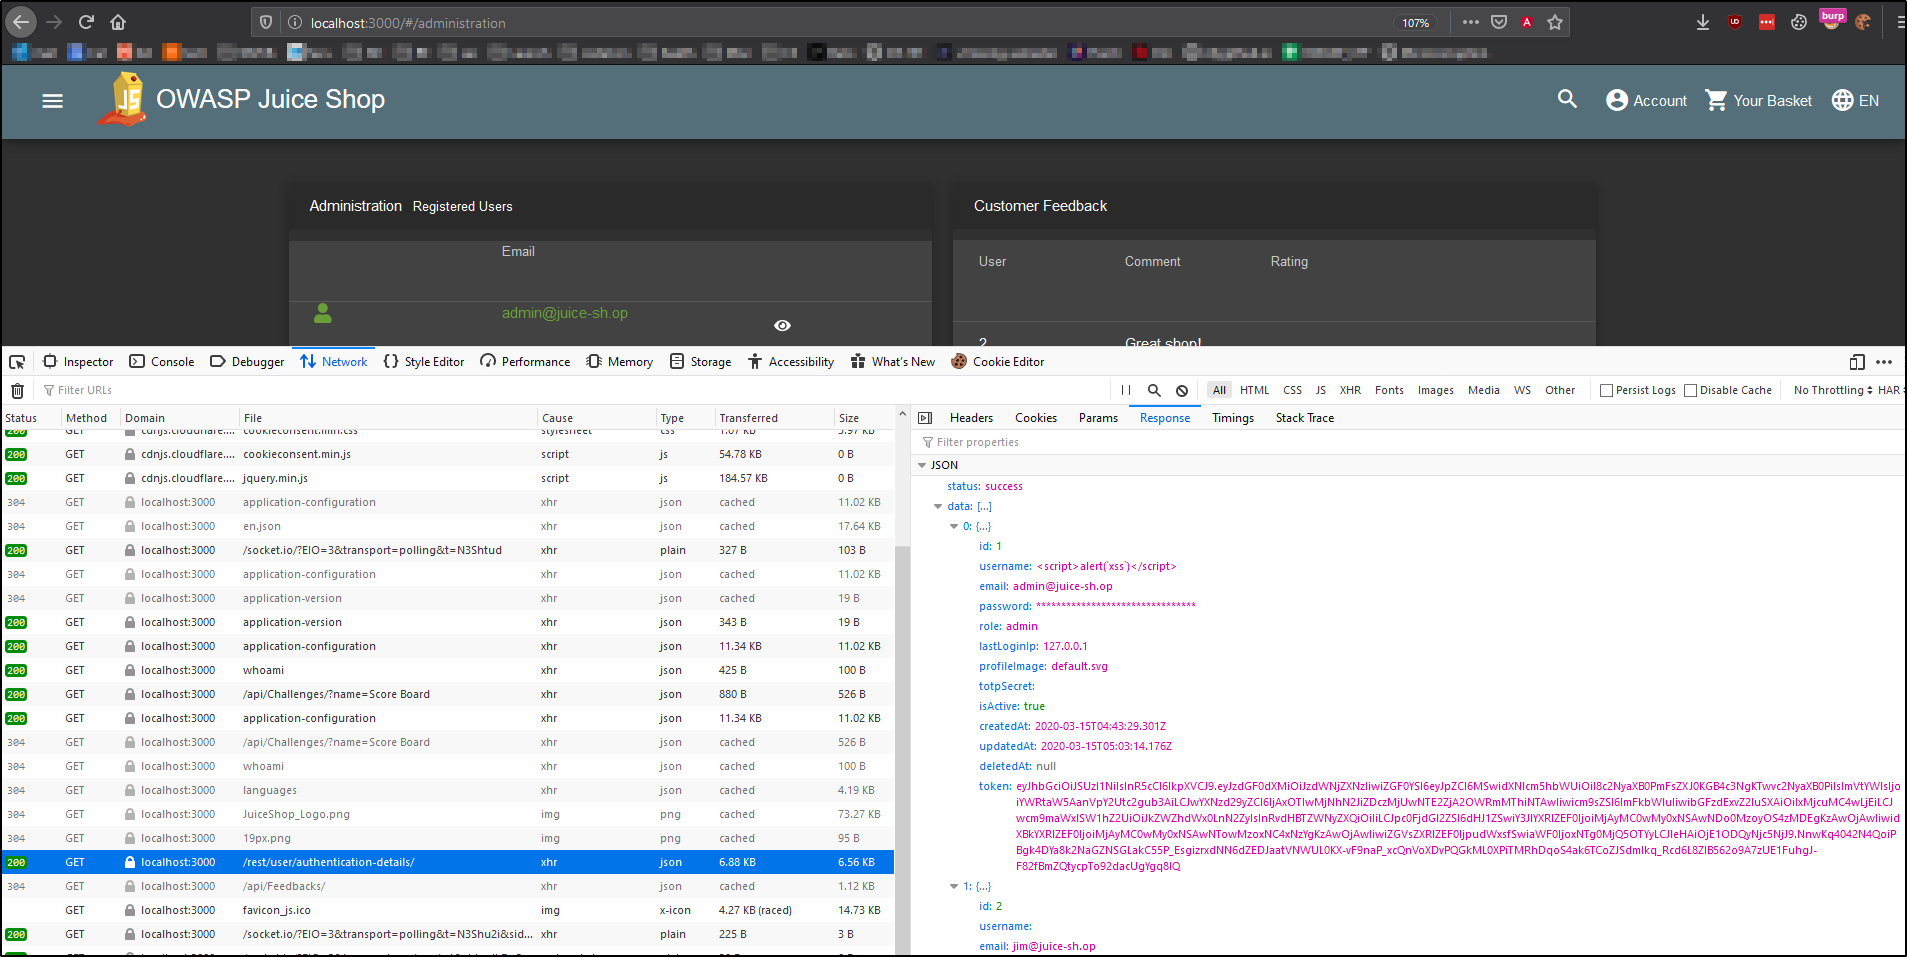 localhost:3000/#/administration 107% burp
OWASP Juice Shop Account Your Basket EN
Administration Registered Users
Email
admin@juice-sh.op
Customer Feedback
User Comment Rating
2 Great shop!
Inspector Console Debugger Network Style Editor Performance Memory Storage Accessibility What's New Cookie Editor
Filter URLs All HTML CSS JS XHR Fonts Images Media WS Other Persist Logs Disable Cache No Throttling HAR
Status Method Domain File Cause Type Transferred Size
200 GET cdnjs.cloudflare.... cookieconsent.min.css stylesheet css 1.07 KB 3.97 KB
200 GET cdnjs.cloudflare.... cookieconsent.min.js script js 54.78 KB 0 B
200 GET cdnjs.cloudflare.... jquery.min.js script js 184.57 KB 0 B
304 GET localhost:3000 application-configuration xhr json cached 11.02 KB
304 GET localhost:3000 en.json xhr json cached 17.64 KB
200 GET localhost:3000 /socket.io/?EIO=3&transport=polling&t=N3Shtud xhr plain 327 B 103 B
304 GET localhost:3000 application-configuration xhr json cached 11.02 KB
304 GET localhost:3000 application-version xhr json cached 19 B
200 GET localhost:3000 application-version xhr json 343 B 19 B
200 GET localhost:3000 application-configuration xhr json 11.34 KB 11.02 KB
200 GET localhost:3000 whoami xhr json 425 B 100 B
200 GET localhost:3000 /api/Challenges/?name=Score Board xhr json 880 B 526 B
200 GET localhost:3000 application-configuration xhr json 11.34 KB 11.02 KB
304 GET localhost:3000 /api/Challenges/?name=Score Board xhr json cached 526 B
304 GET localhost:3000 whoami xhr json cached 100 B
304 GET localhost:3000 languages xhr json cached 4.19 KB
304 GET localhost:3000 JuiceShop_Logo.png img png cached 73.27 KB
304 GET localhost:3000 19px.png img png cached 95 B
200 GET localhost:3000 /rest/user/authentication-details/ xhr json 6.88 KB 6.56 KB
304 GET localhost:3000 /api/Feedbacks/ xhr json cached 1.12 KB
GET localhost:3000 favicon_js.ico img x-icon 4.27 KB (raced) 14.73 KB
200 GET localhost:3000 /socket.io/?EIO=3&transport=polling&t=N3Shu2i&sid... xhr plain 225 B 3 B
Headers Cookies Params Response Timings Stack Trace
Filter properties
JSON
status: success
data: [...]
0: {...}
id: 1
username: <script>alert(`xss`)</script>
email: admin@juice-sh.op
password: ********************************
role: admin
lastLoginIp: 127.0.0.1
profileImage: default.svg
totpSecret:
isActive: true
createdAt: 2020-03-15T04:43:29.301Z
updatedAt: 2020-03-15T05:03:14.176Z
deletedAt: null
token:
1: {...}
id: 2
username:
email: jim@juice-sh.op